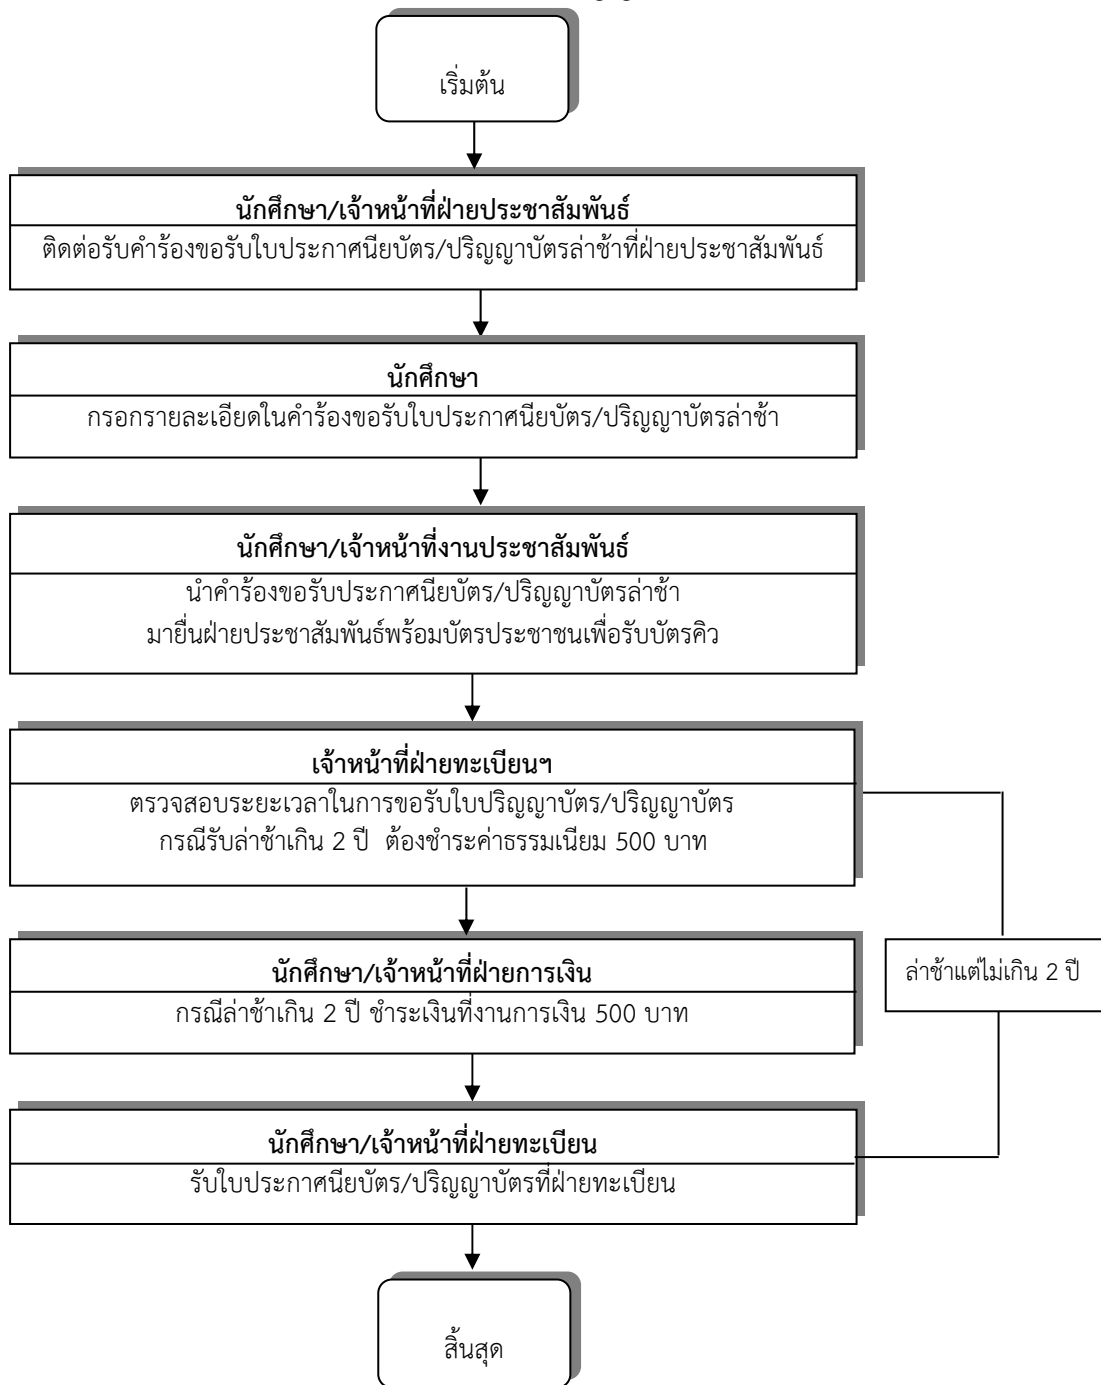 เริ่มต้น
นักศึกษา/เจ้าหน้าที่ฝ่ายประชาสัมพันธ์
ติดต่อรับคำร้องขอรับใบประกาศนียบัตร/ปริญญาบัตรล่าช้าที่ฝ่ายประชาสัมพันธ์
นักศึกษา
กรอกรายละเอียดในคำร้องขอรับใบประกาศนียบัตร/ปริญญาบัตรล่าช้า
นักศึกษา/เจ้าหน้าที่งานประชาสัมพันธ์
นำคำร้องขอรับประกาศนียบัตร/ปริญญาบัตรล่าช้า
มายื่นฝ่ายประชาสัมพันธ์พร้อมบัตรประชาชนเพื่อรับบัตรคิว
เจ้าหน้าที่ฝ่ายทะเบียนฯ
ตรวจสอบระยะเวลาในการขอรับใบปริญญาบัตร/ปริญญาบัตร
กรณีรับล่าช้าเกิน 2 ปี ต้องชำระค่าธรรมเนียม 500 บาท
นักศึกษา/เจ้าหน้าที่ฝ่ายการเงิน
กรณีล่าช้าเกิน 2 ปี ชำระเงินที่งานการเงิน 500 บาท
ล่าช้าแต่ไม่เกิน 2 ปี
นักศึกษา/เจ้าหน้าที่ฝ่ายทะเบียน
รับใบประกาศนียบัตร/ปริญญาบัตรที่ฝ่ายทะเบียน
สิ้นสุด